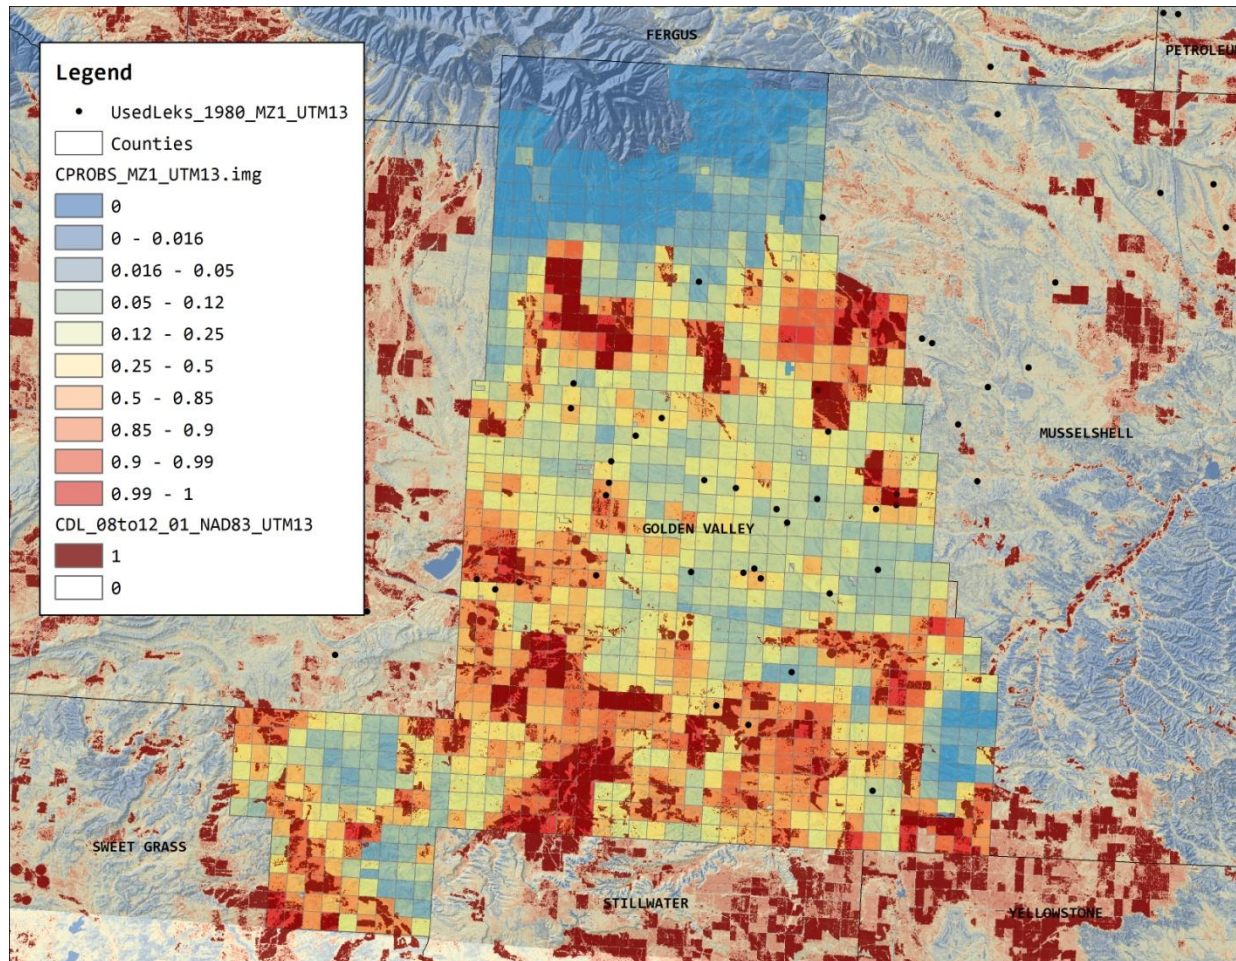 FERGUS
PETROLEU
Legend
UsedLeks_1980_MZ1_UTM13
Counties
CPROBS_MZ1_UTM13.img
0
0 - 0.016
0.016 - 0.05
0.05 - 0.12
0.12 - 0.25
0.25 - 0.5
0.5 - 0.85
0.85 - 0.9
0.9 - 0.99
0.99 - 1
CDL_08to12_01_NAD83_UTM13
1
0
MUSSELSHELL
GOLDEN VALLEY
SWEET GRASS
STILLWATER
YELLOWSTONE